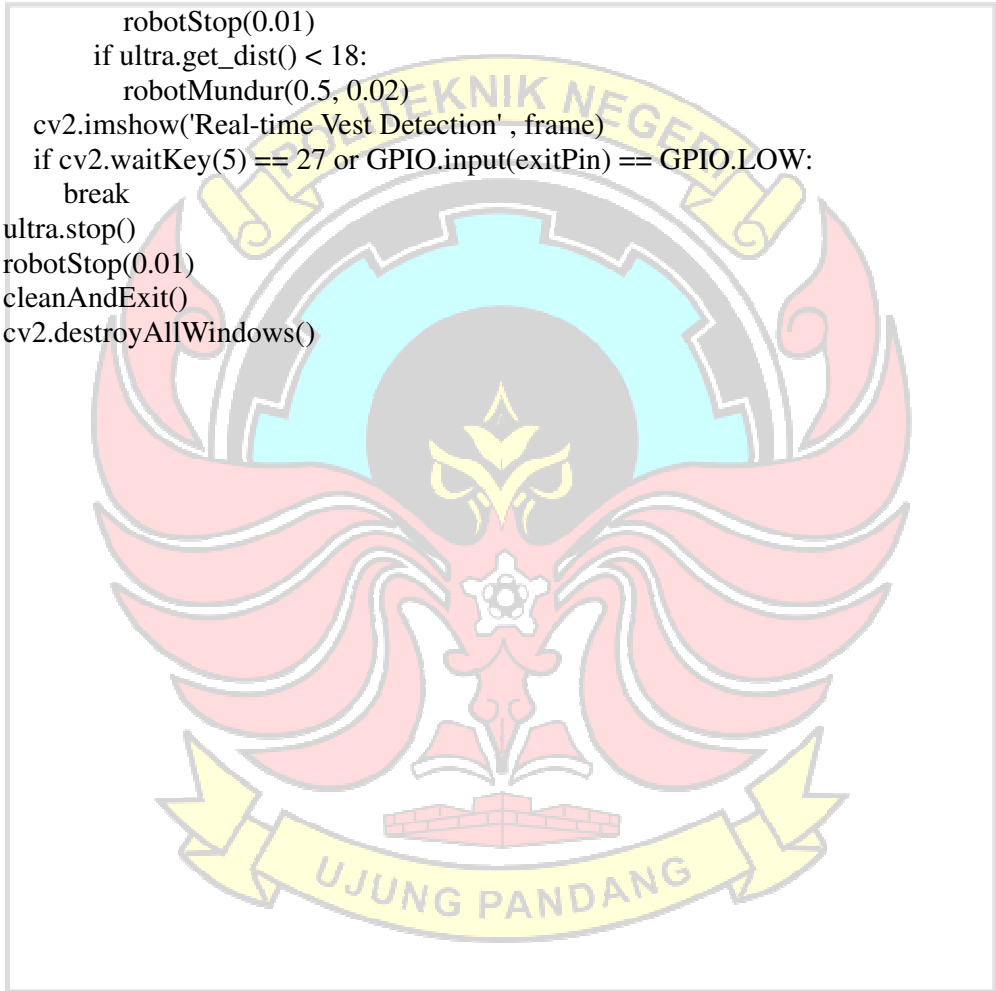 robotStop(0.01)
if ultra.get_dist() < 18:
robotMundur(0.5, 0.02)
cv2.imshow('Real-time Vest Detection' , frame)
if cv2.waitKey(5) == 27 or GPIO.input(exitPin) == GPIO.LOW:
break
ultra.stop()
robotStop(0.01)
cleanAndExit()
cv2.destroyAllWindows()
POLITEKNIK NEGERI
UJUNG PANDANG